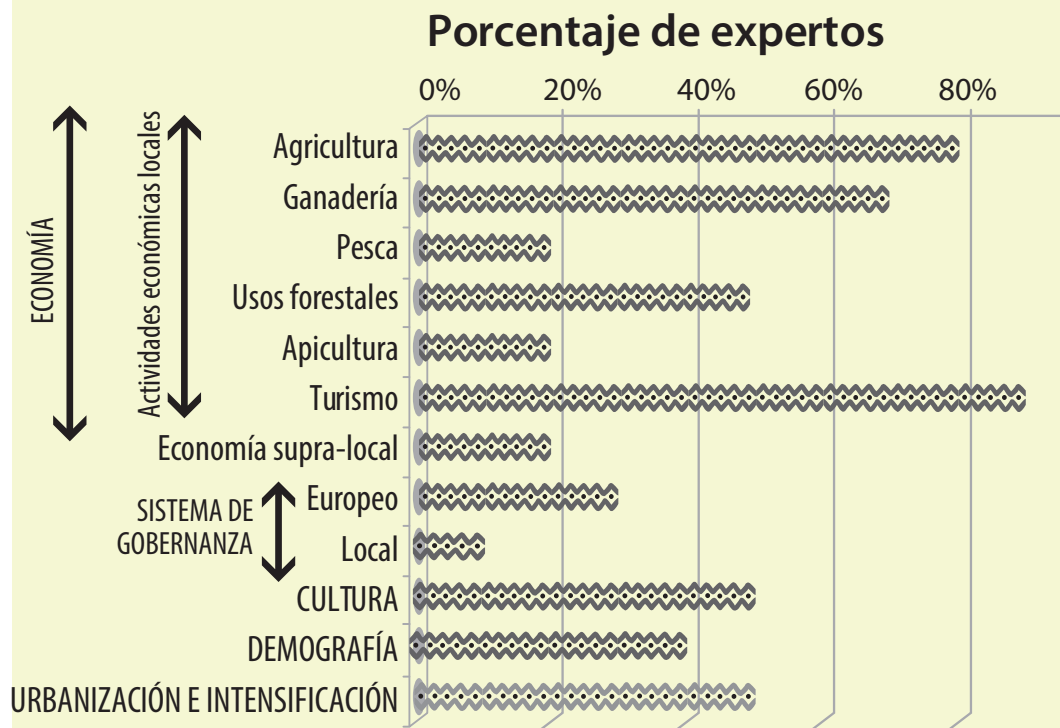 Porcentaje de expertos
0% 20% 40% 60% 80%
ECONOMÍA
Actividades económicas locales
Agricultura
Ganadería
Pesca
Usos forestales
Apicultura
Turismo
Economía supra-local
SISTEMA DE
GOBERNANZA
Europeo
Local
CULTURA
DEMOGRAFÍA
URBANIZACIÓN E INTENSIFICACIÓN